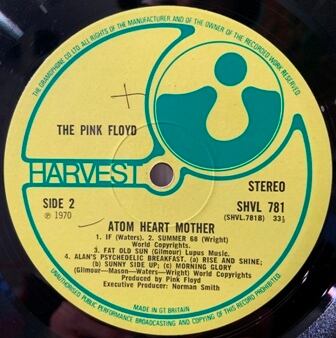 THE GRAMOPHONE CO. LTD. ALL RIGHTS OF THE MANUFACTURER AND OF THE OWNER OF THE RECORDED WORK RESERVED.
THE PINK FLOYD
HARVEST
STEREO
SIDE 2
SHVL 781
℗ 1970
(SHVL.781B) 33⅓
ATOM HEART MOTHER
1. IF (Waters). 2. SUMMER 68 (Wright)
World Copyrights.
3. FAT OLD SUN (Gilmour) Lupus Music.
4. ALAN'S PSYCHEDELIC BREAKFAST. (a) RISE AND SHINE;
(b) SUNNY SIDE UP; (c) MORNING GLORY
(Gilmour—Mason—Waters—Wright) World Copyrights.
Produced by Pink Floyd
Executive Producer: Norman Smith
MADE IN GT BRITAIN
UNAUTHORISED PUBLIC PERFORMANCE BROADCASTING AND COPYING OF THIS RECORD PROHIBITED.